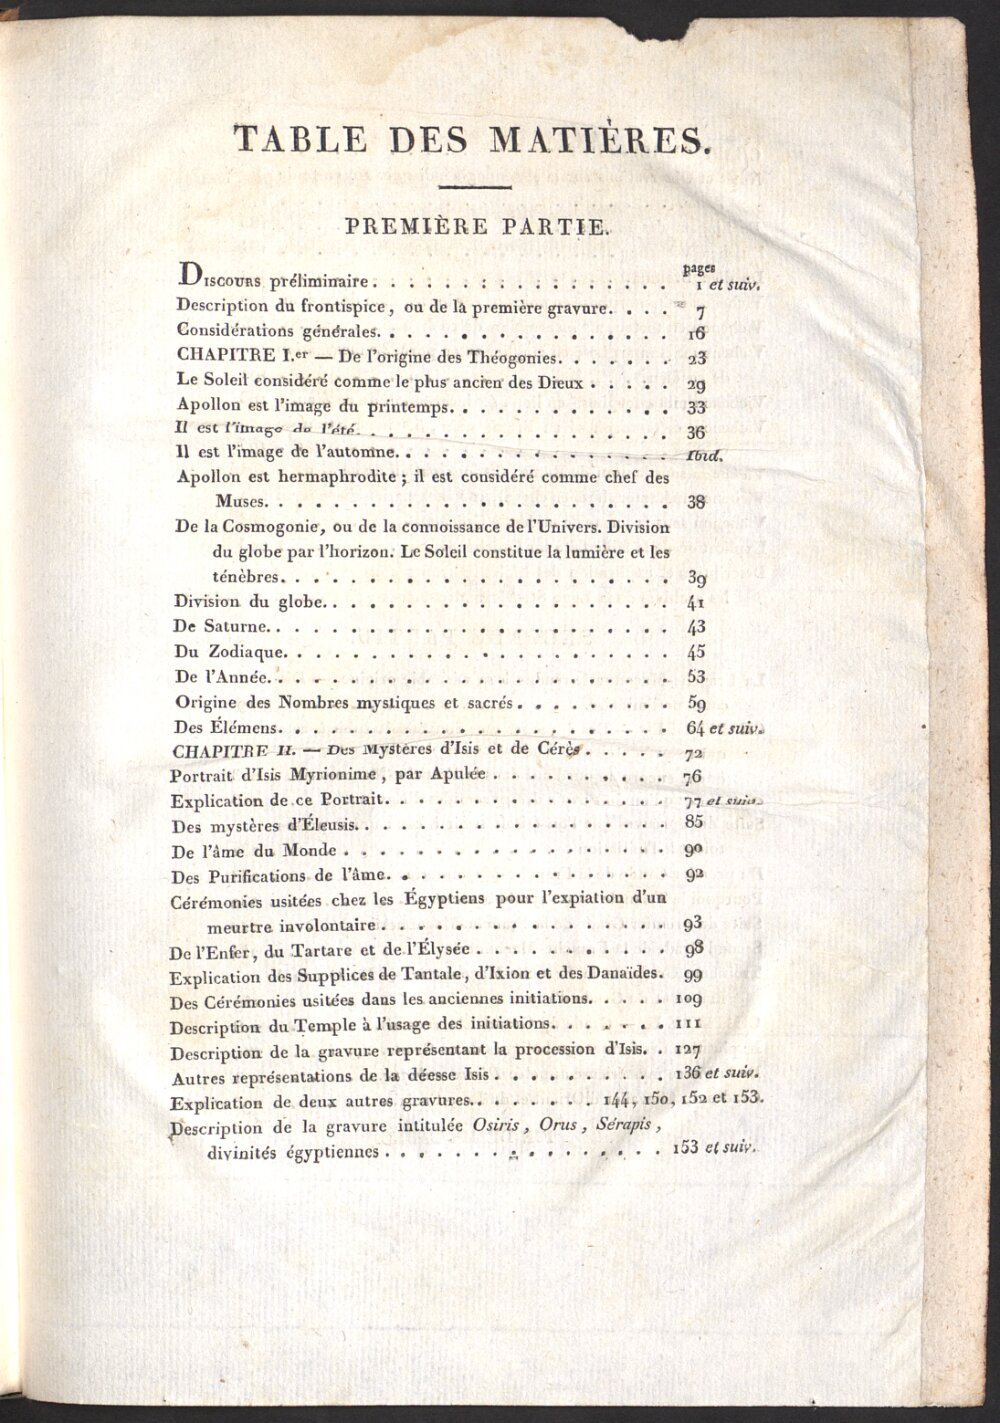 TABLE DES MATIÈRES.
PREMIÈRE PARTIE.
pages
Discours préliminaire. . . . . . . . . . . . . . . . . 1 et suiv.
Description du frontispice, ou de la première gravure. . . . 7
Considérations générales. . . . . . . . . . . . . . . . 16
CHAPITRE I.er — De l'origine des Théogonies. . . . . . . 23
Le Soleil considéré comme le plus ancien des Dieux . . . . . 29
Apollon est l'image du printemps. . . . . . . . . . . . . 33
Il est l'image de l'été. . . . . . . . . . . . . . . . . 36
Il est l'image de l'automne. . . . . . . . . . . . . . . Ibid.
Apollon est hermaphrodite ; il est considéré comme chef des
Muses. . . . . . . . . . . . . . . . . . . . . . 38
De la Cosmogonie, ou de la connoissance de l'Univers. Division
du globe par l'horizon. Le Soleil constitue la lumière et les
ténèbres. . . . . . . . . . . . . . . . . . . . . 39
Division du globe. . . . . . . . . . . . . . . . . . . 41
De Saturne. . . . . . . . . . . . . . . . . . . . . . 43
Du Zodiaque. . . . . . . . . . . . . . . . . . . . . 45
De l'Année. . . . . . . . . . . . . . . . . . . . . . 53
Origine des Nombres mystiques et sacrés . . . . . . . . . 59
Des Élémens. . . . . . . . . . . . . . . . . . . . . 64 et suiv.
CHAPITRE II. — Des Mystères d'Isis et de Cérès . . . . . 72
Portrait d'Isis Myrionime, par Apulée . . . . . . . . . . 76
Explication de ce Portrait. . . . . . . . . . . . . . . 77 et suiv.
Des mystères d'Éleusis. . . . . . . . . . . . . . . . . 85
De l'âme du Monde . . . . . . . . . . . . . . . . . 90
Des Purifications de l'âme. . . . . . . . . . . . . . . 92
Cérémonies usitées chez les Égyptiens pour l'expiation d'un
meurtre involontaire . . . . . . . . . . . . . . . 93
De l'Enfer, du Tartare et de l'Élysée . . . . . . . . . . 98
Explication des Supplices de Tantale, d'Ixion et des Danaïdes. 99
Des Cérémonies usitées dans les anciennes initiations. . . . . 109
Description du Temple à l'usage des initiations. . . . . . . 111
Description de la gravure représentant la procession d'Isis. . 127
Autres représentations de la déesse Isis . . . . . . . . . . 136 et suiv.
Explication de deux autres gravures. . . . . . . . 144, 150, 152 et 153.
Description de la gravure intitulée Osiris, Orus, Sérapis,
divinités égyptiennes . . . . . . . . . . . . . . . 153 et suiv.